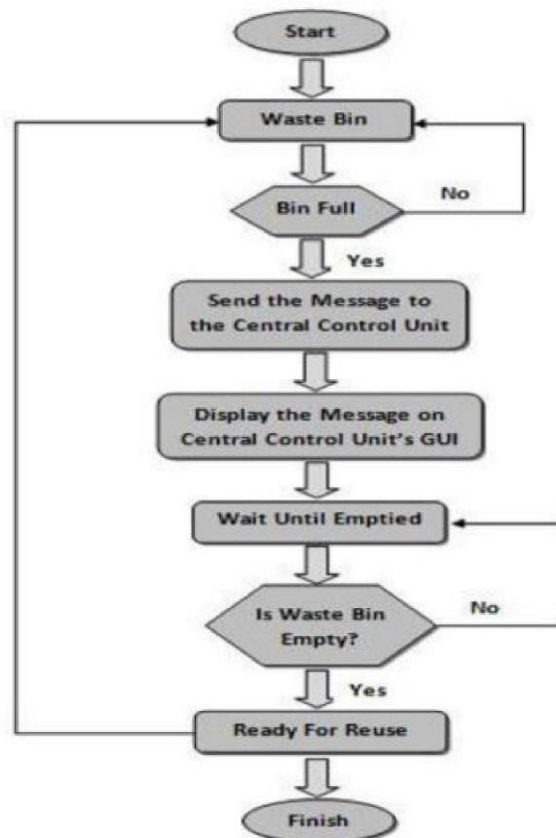 Start
Waste Bin
Bin Full
No
Yes
Send the Message to
the Central Control Unit
Display the Message on
Central Control Unit's GUI
Wait Until Emptied
Is Waste Bin
Empty?
No
Yes
Ready For Reuse
Finish